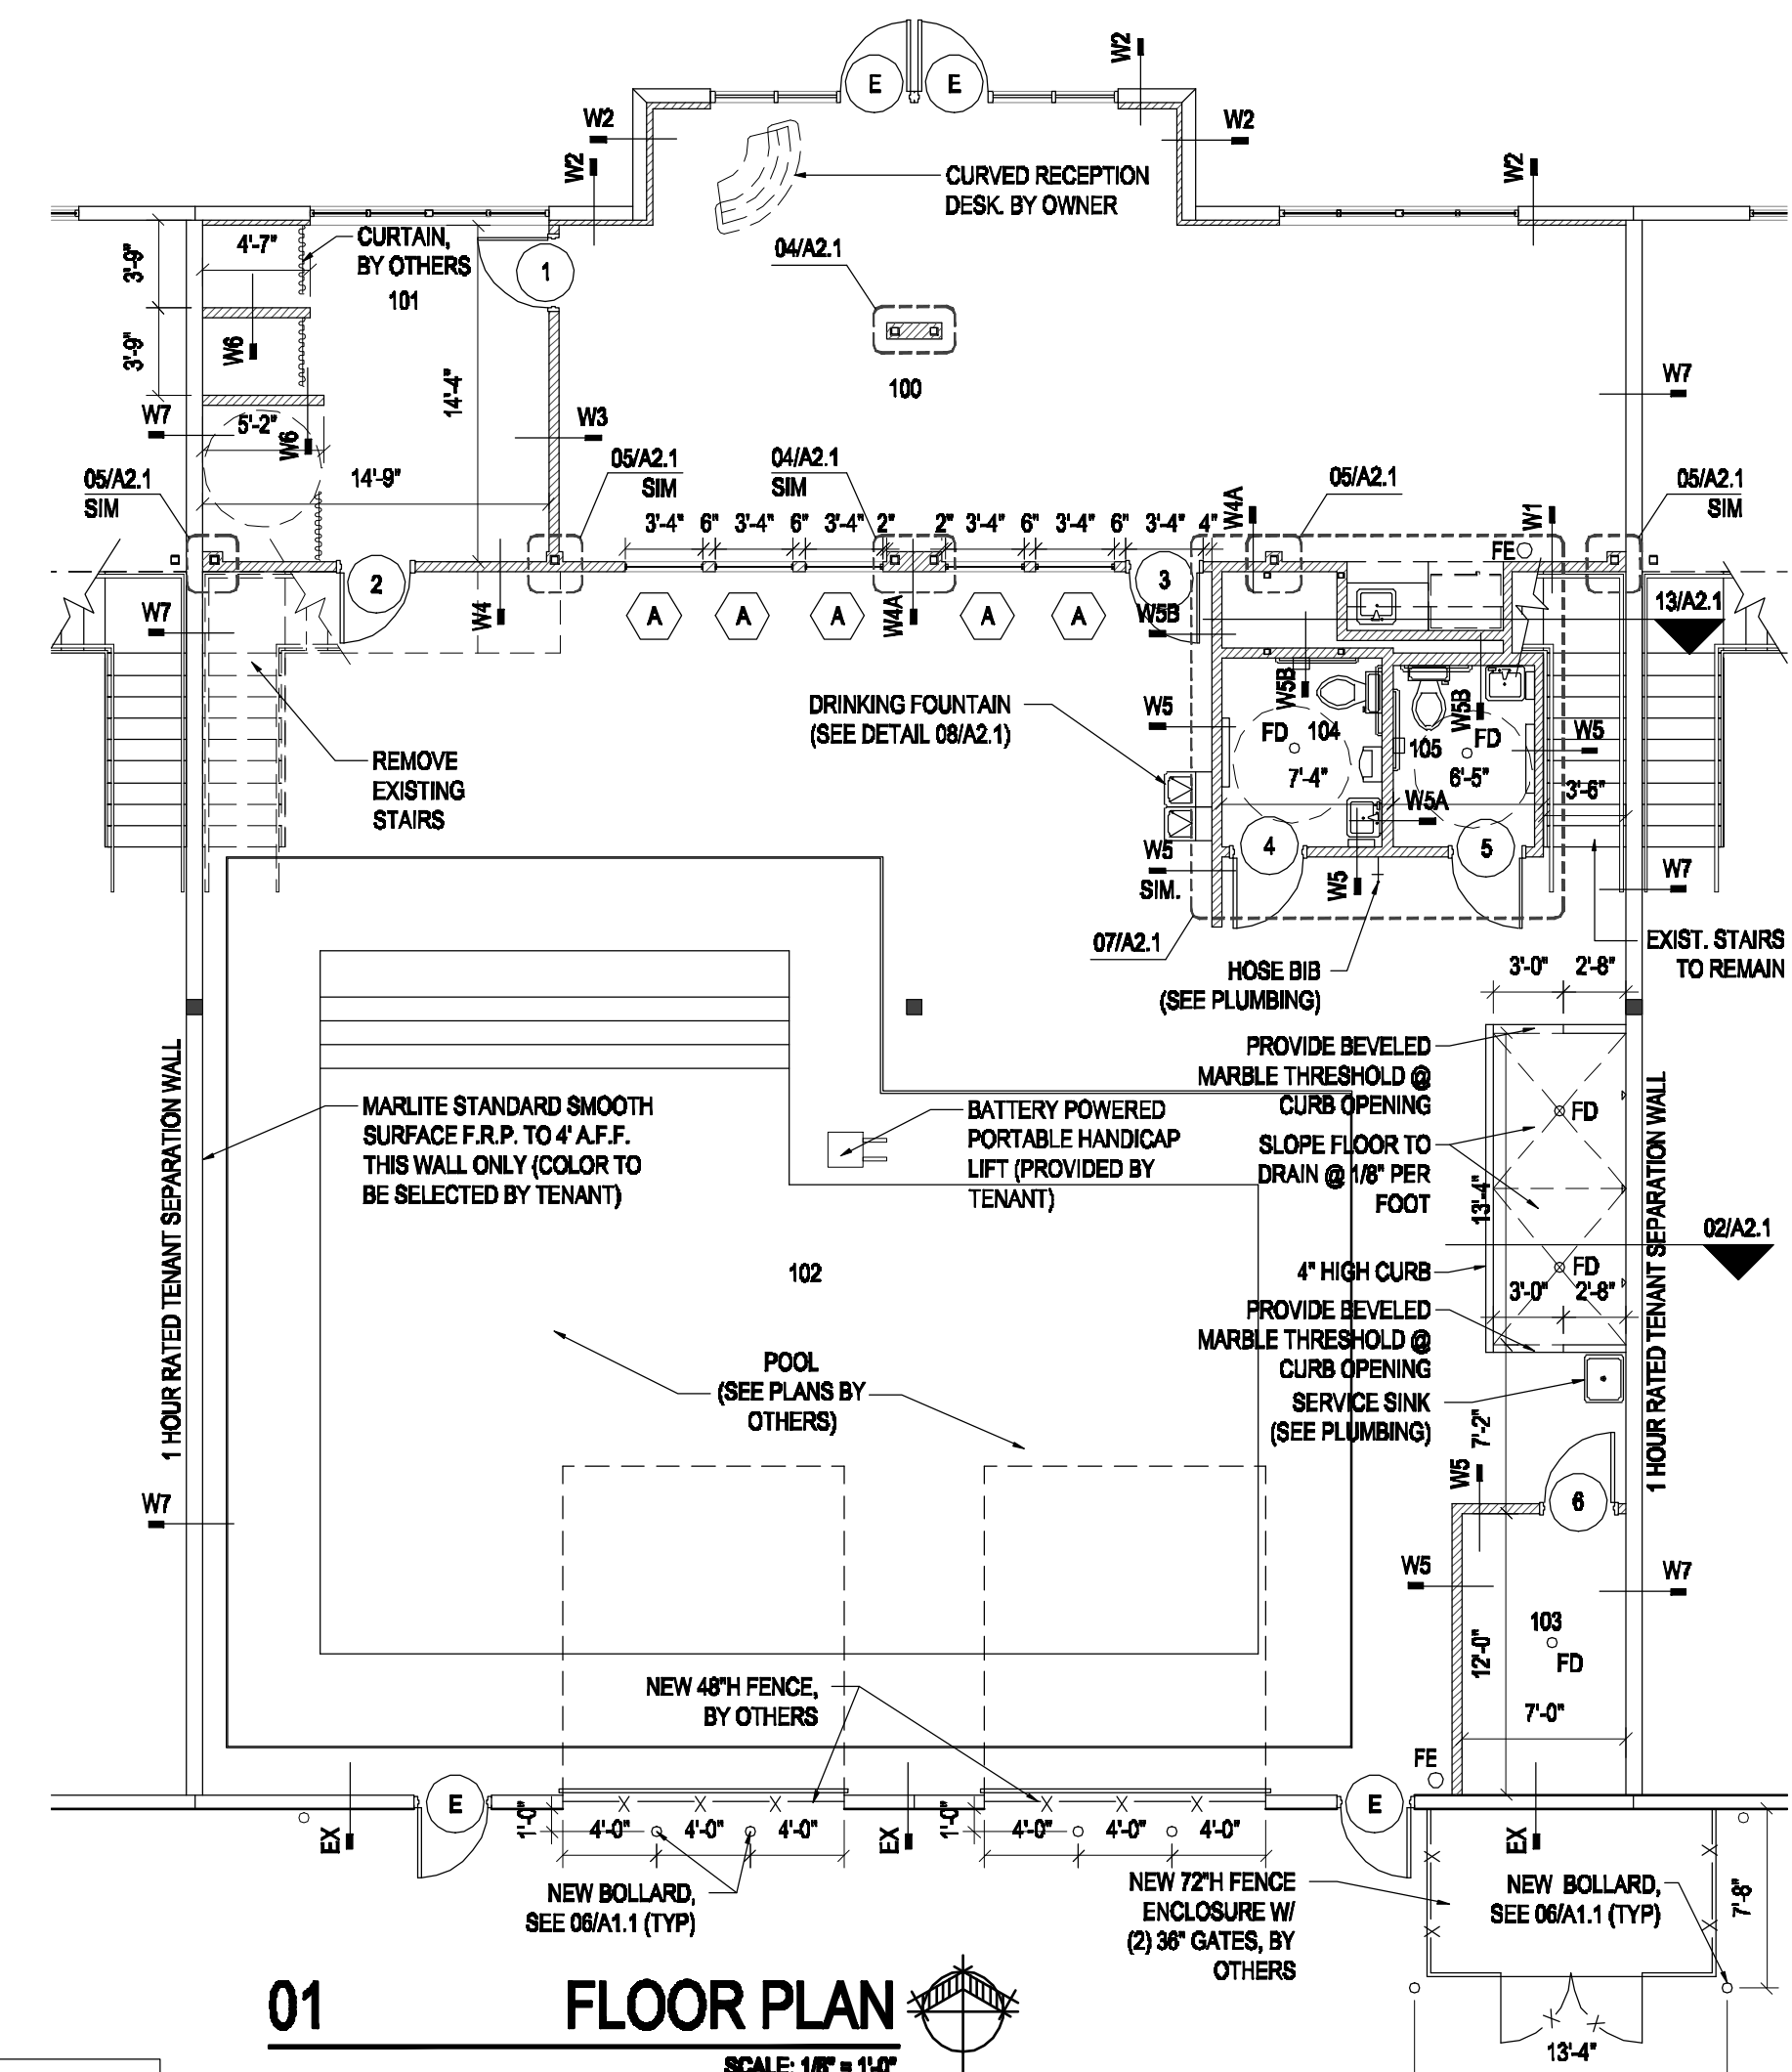 E
E
W2
W2
W2
W2
W2
CURVED RECEPTION
DESK. BY OWNER
4'-7"
CURTAIN,
BY OTHERS
101
1
3'-9"
3'-9"
04/A2.1
100
W6
W6
14'-4"
W3
W7
W7
5'-2"
14'-9"
05/A2.1
SIM
05/A2.1
SIM
04/A2.1
SIM
05/A2.1
05/A2.1
SIM
W4A
W1
FE
3'-4"
6"
3'-4"
6"
3'-4"
2"
2"
3'-4"
6"
3'-4"
6"
3'-4"
4"
2
3
W7
W4
A
A
A
W4A
A
A
W5B
13/A2.1
DRINKING FOUNTAIN
(SEE DETAIL 08/A2.1)
W5
W5B
W5B
FD
104
105
FD
W5
7'-4"
6'-5"
3'-6"
W5A
REMOVE
EXISTING
STAIRS
W5
SIM.
4
5
W5
W7
07/A2.1
HOSE BIB
(SEE PLUMBING)
EXIST. STAIRS
TO REMAIN
3'-0"
2'-8"
1 HOUR RATED TENANT SEPARATION WALL
MARLITE STANDARD SMOOTH
SURFACE F.R.P. TO 4' A.F.F.
THIS WALL ONLY (COLOR TO
BE SELECTED BY TENANT)
BATTERY POWERED
PORTABLE HANDICAP
LIFT (PROVIDED BY
TENANT)
PROVIDE BEVELED
MARBLE THRESHOLD @
CURB OPENING
FD
SLOPE FLOOR TO
DRAIN @ 1/8" PER
FOOT
13'-4"
1 HOUR RATED TENANT SEPARATION WALL
02/A2.1
102
4" HIGH CURB
FD
3'-0"
2'-8"
PROVIDE BEVELED
MARBLE THRESHOLD @
CURB OPENING
POOL
(SEE PLANS BY
OTHERS)
SERVICE SINK
(SEE PLUMBING)
7'-2"
W5
6
W7
W5
W7
103
FD
12'-0"
7'-0"
NEW 48"H FENCE,
BY OTHERS
FE
E
E
EX
1'-0"
4'-0"
4'-0"
4'-0"
EX
1'-0"
4'-0"
4'-0"
4'-0"
EX
NEW BOLLARD,
SEE 06/A1.1 (TYP)
NEW 72"H FENCE
ENCLOSURE W/
(2) 36" GATES, BY
OTHERS
NEW BOLLARD,
SEE 06/A1.1 (TYP)
7'-8"
13'-4"
01
FLOOR PLAN
SCALE: 1/8" = 1'-0"